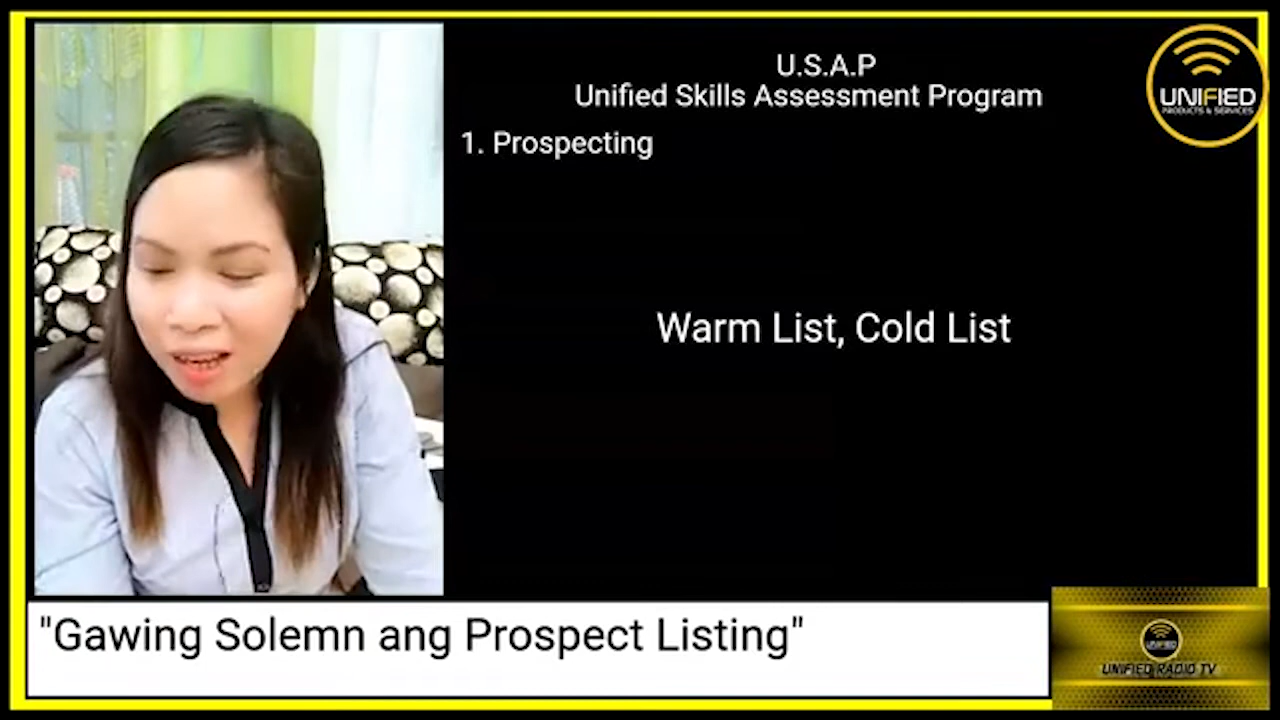 U.S.A.P
Unified Skills Assessment Program
1. Prospecting
UNIFIED
PRODUCTS & SERVICES
Warm List, Cold List
"Gawing Solemn ang Prospect Listing"
UNIFIED
UNIFIED RADIO TV